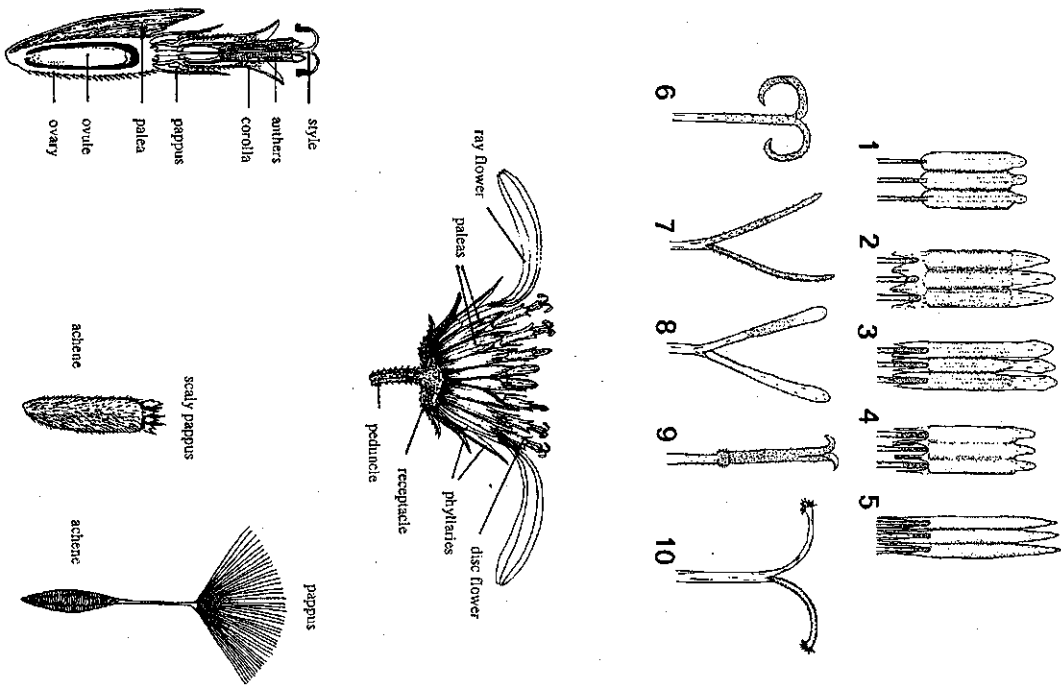 1
2
3
4
5
6
7
8
9
10
style
anthers
corolla
pappus
palea
ovule
ovary
ray flower
paleas
disc flower
phyllaries
receptacle
peduncle
scaly pappus
achene
pappus
achene